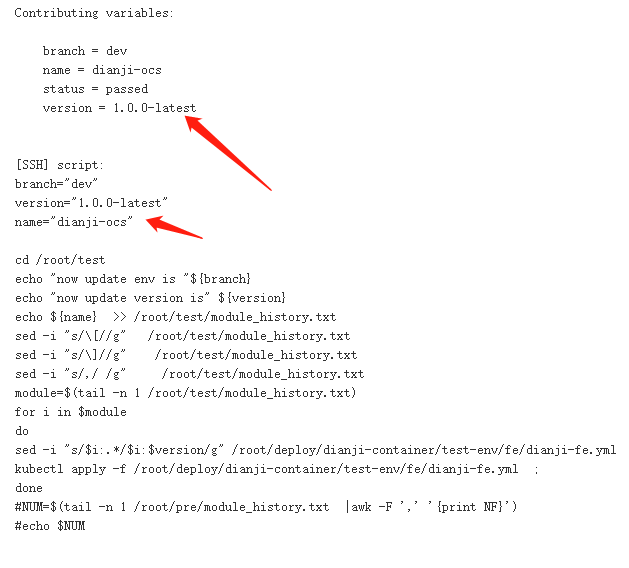 Contributing variables:
branch = dev
name = dianji-ocs
status = passed
version = 1.0.0-latest
[SSH] script:
branch="dev"
version="1.0.0-latest"
name="dianji-ocs"
cd /root/test
echo "now update env is "${branch}
echo "now update version is" ${version}
echo ${name}  >> /root/test/module_history.txt
sed -i "s/\[//g"   /root/test/module_history.txt
sed -i "s/\]//g"    /root/test/module_history.txt
sed -i "s/,/ /g"     /root/test/module_history.txt
module=$(tail -n 1 /root/test/module_history.txt)
for i in $module
do
sed -i "s/$i:.*/$i:$version/g" /root/deploy/dianji-container/test-env/fe/dianji-fe.yml
kubectl apply -f /root/deploy/dianji-container/test-env/fe/dianji-fe.yml  ;
done
#NUM=$(tail -n 1 /root/pre/module_history.txt  |awk -F ',' '{print NF}')
#echo $NUM